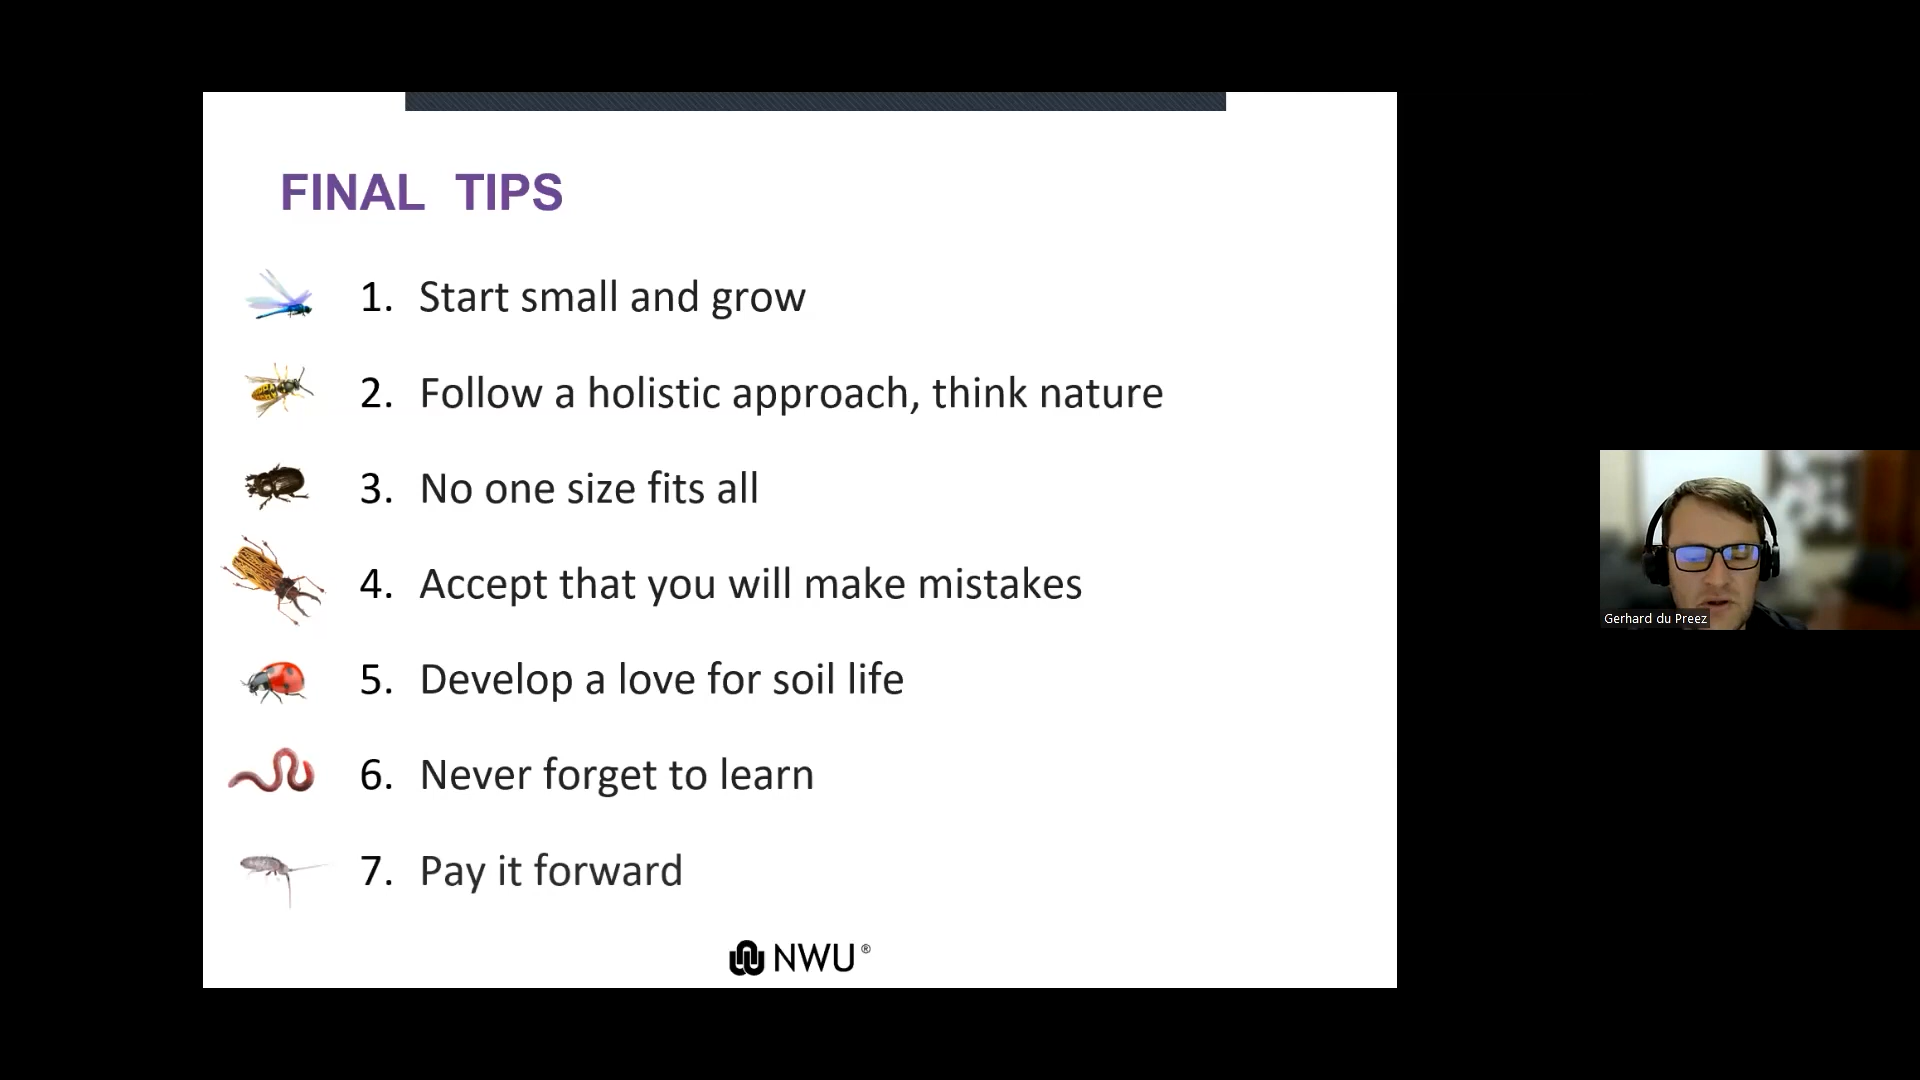 FINAL TIPS
1. Start small and grow
2. Follow a holistic approach, think nature
3. No one size fits all
4. Accept that you will make mistakes
5. Develop a love for soil life
6. Never forget to learn
7. Pay it forward
NWU®
Gerhard du Preez